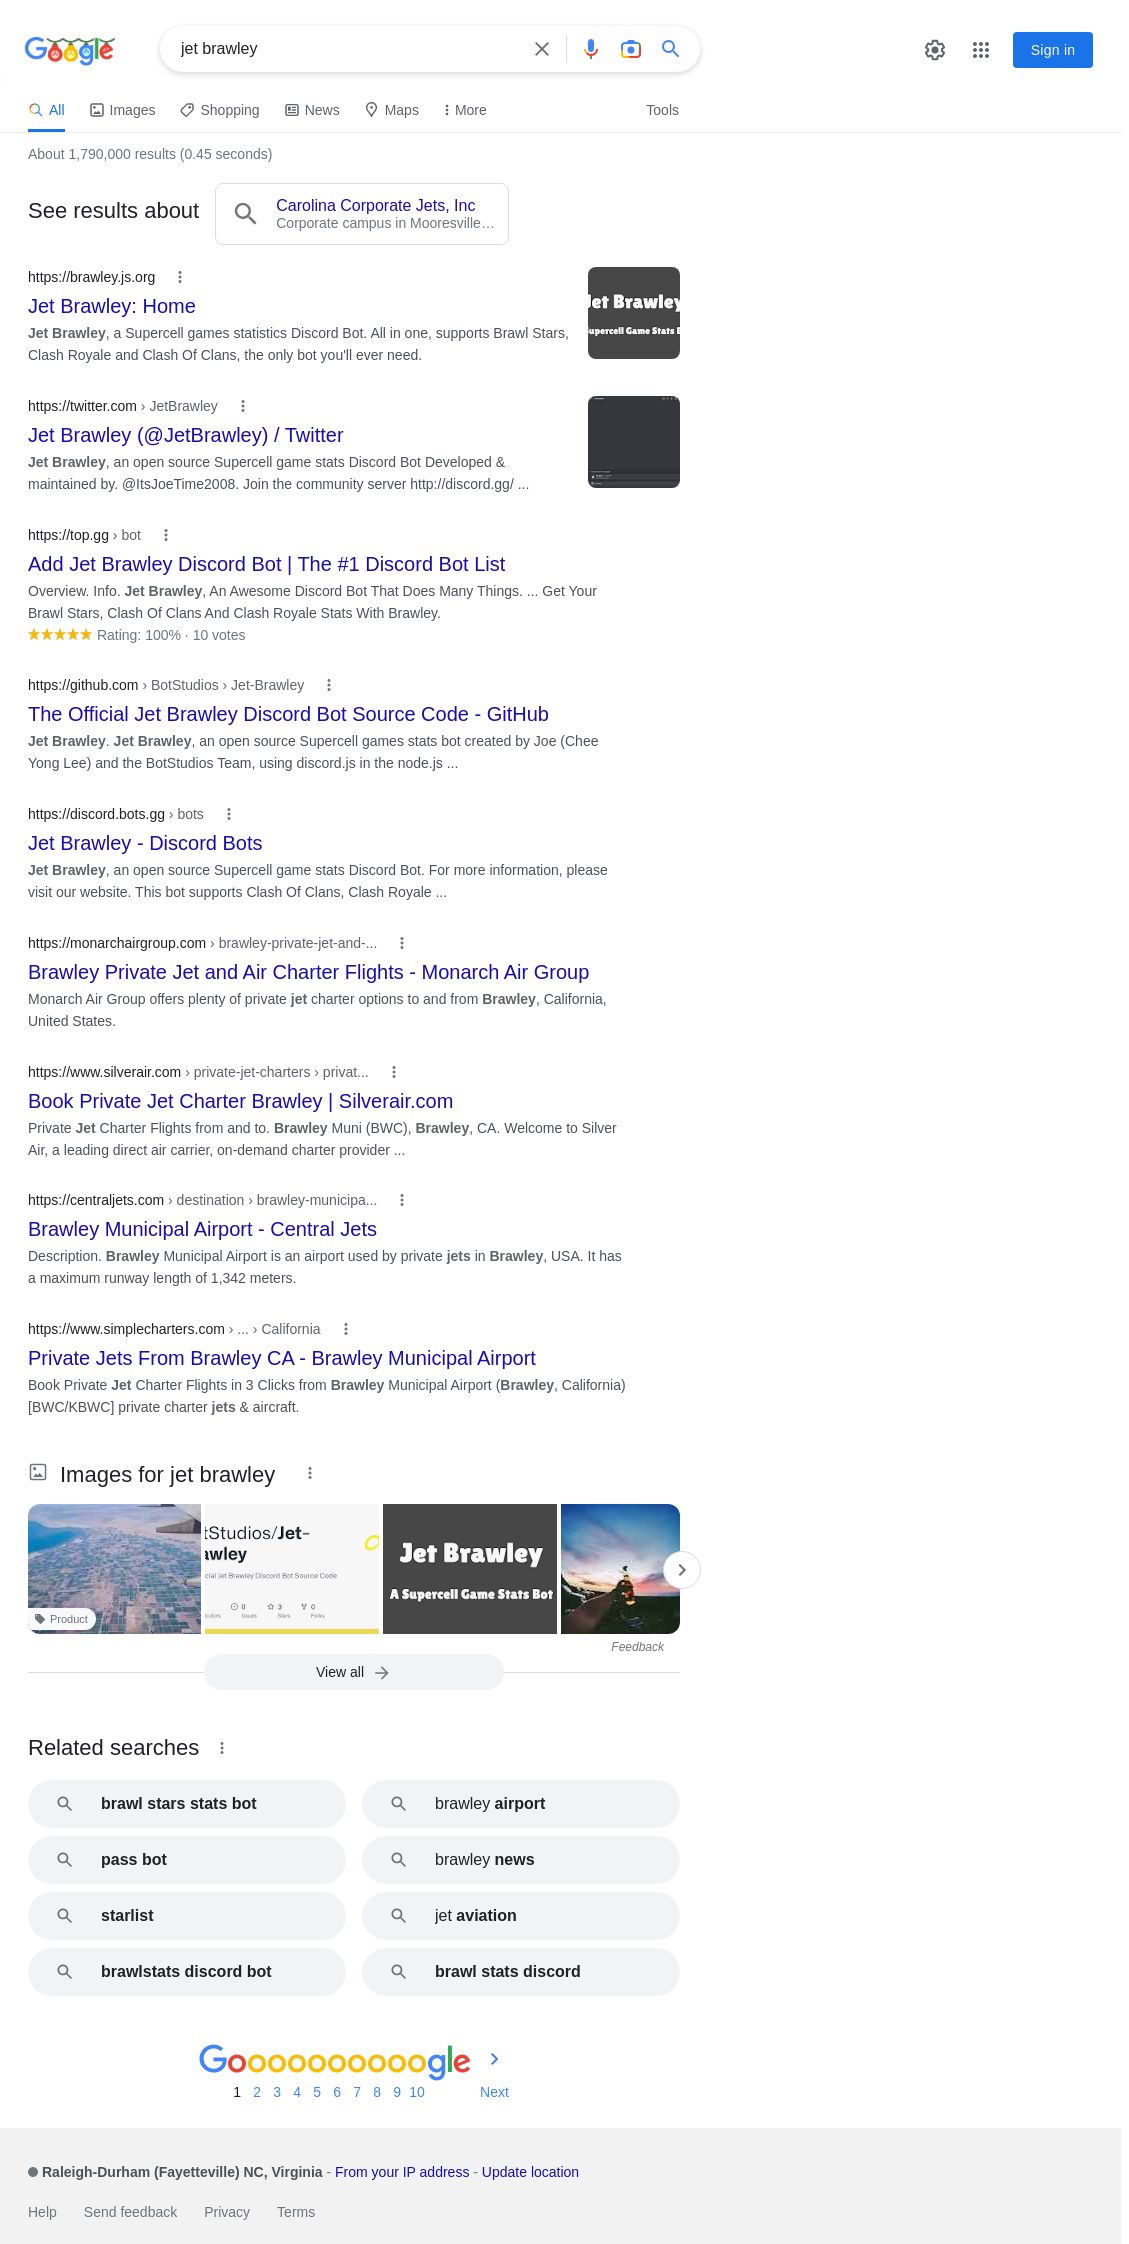 Google
jet brawley
Sign in
All
Images
Shopping
News
Maps
More
Tools
About 1,790,000 results (0.45 seconds)
See results about
Carolina Corporate Jets, Inc
Corporate campus in Mooresville…
https://brawley.js.org
Jet Brawley: Home
Jet Brawley, a Supercell games statistics Discord Bot. All in one, supports Brawl Stars,
Clash Royale and Clash Of Clans, the only bot you'll ever need.
Jet Brawley
Supercell Game Stats B
https://twitter.com › JetBrawley
Jet Brawley (@JetBrawley) / Twitter
Jet Brawley, an open source Supercell game stats Discord Bot Developed &
maintained by. @ItsJoeTime2008. Join the community server http://discord.gg/ ...
https://top.gg › bot
Add Jet Brawley Discord Bot | The #1 Discord Bot List
Overview. Info. Jet Brawley, An Awesome Discord Bot That Does Many Things. ... Get Your
Brawl Stars, Clash Of Clans And Clash Royale Stats With Brawley.
Rating: 100% · 10 votes
https://github.com › BotStudios › Jet-Brawley
The Official Jet Brawley Discord Bot Source Code - GitHub
Jet Brawley. Jet Brawley, an open source Supercell games stats bot created by Joe (Chee
Yong Lee) and the BotStudios Team, using discord.js in the node.js ...
https://discord.bots.gg › bots
Jet Brawley - Discord Bots
Jet Brawley, an open source Supercell game stats Discord Bot. For more information, please
visit our website. This bot supports Clash Of Clans, Clash Royale ...
https://monarchairgroup.com › brawley-private-jet-and-...
Brawley Private Jet and Air Charter Flights - Monarch Air Group
Monarch Air Group offers plenty of private jet charter options to and from Brawley, California,
United States.
https://www.silverair.com › private-jet-charters › privat...
Book Private Jet Charter Brawley | Silverair.com
Private Jet Charter Flights from and to. Brawley Muni (BWC), Brawley, CA. Welcome to Silver
Air, a leading direct air carrier, on-demand charter provider ...
https://centraljets.com › destination › brawley-municipa...
Brawley Municipal Airport - Central Jets
Description. Brawley Municipal Airport is an airport used by private jets in Brawley, USA. It has
a maximum runway length of 1,342 meters.
https://www.simplecharters.com › ... › California
Private Jets From Brawley CA - Brawley Municipal Airport
Book Private Jet Charter Flights in 3 Clicks from Brawley Municipal Airport (Brawley, California)
[BWC/KBWC] private charter jets & aircraft.
Images for jet brawley
Product
tStudios/Jet-
awley
cial Jet Brawley Discord Bot Source Code
0 3 0
butors Issues Stars Forks
Jet Brawley
A Supercell Game Stats Bot
Feedback
View all
Related searches
brawl stars stats bot
brawley airport
pass bot
brawley news
starlist
jet aviation
brawlstats discord bot
brawl stats discord
Goooooooooogle
1 2 3 4 5 6 7 8 9 10 Next
Raleigh-Durham (Fayetteville) NC, Virginia - From your IP address - Update location
Help
Send feedback
Privacy
Terms